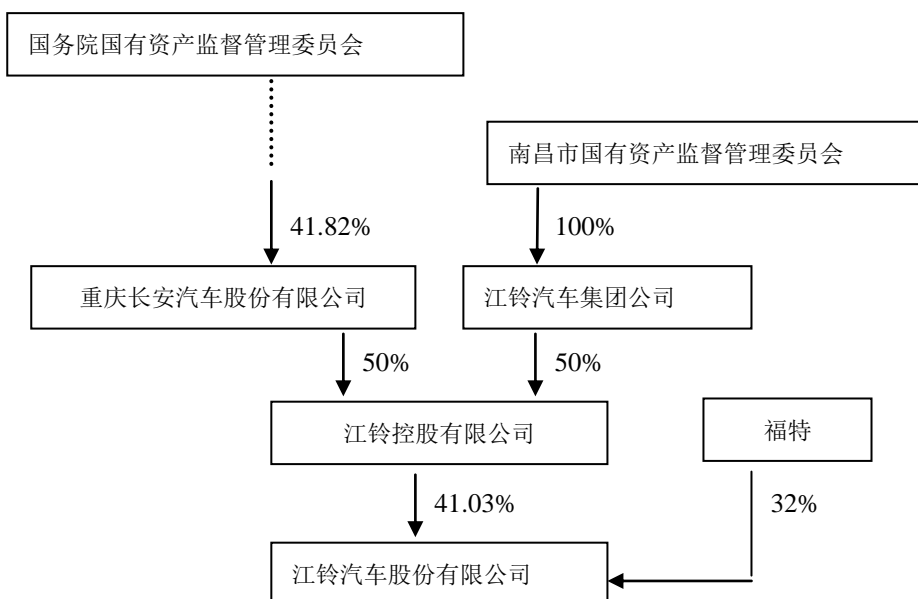 国务院国有资产监督管理委员会
南昌市国有资产监督管理委员会
41.82%
100%
重庆长安汽车股份有限公司
江铃汽车集团公司
50%
50%
江铃控股有限公司
福特
41.03%
32%
江铃汽车股份有限公司